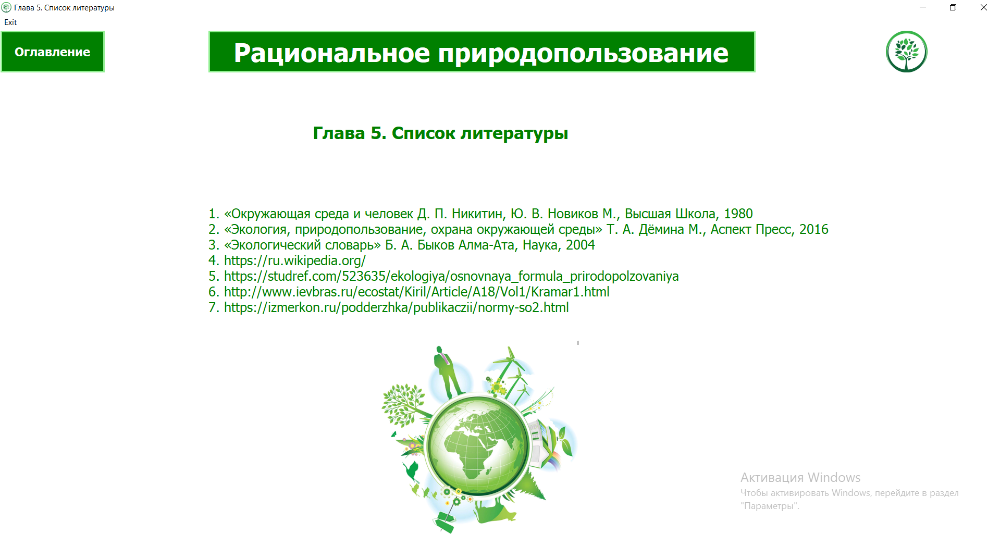 Глава 5. Список литературы
Exit
Оглавление
Рациональное природопользование
Глава 5. Список литературы
1. «Окружающая среда и человек Д. П. Никитин, Ю. В. Новиков М., Высшая Школа, 1980
2. «Экология, природопользование, охрана окружающей среды» Т. А. Дёмина М., Аспект Пресс, 2016
3. «Экологический словарь» Б. А. Быков Алма-Ата, Наука, 2004
4. https://ru.wikipedia.org/
5. https://studref.com/523635/ekologiya/osnovnaya_formula_prirodopolzovaniya
6. http://www.ievbras.ru/ecostat/Kiril/Article/A18/Vol1/Kramar1.html
7. https://izmerkon.ru/podderzhka/publikaczii/normy-so2.html
Активация Windows
Чтобы активировать Windows, перейдите в раздел
"Параметры".